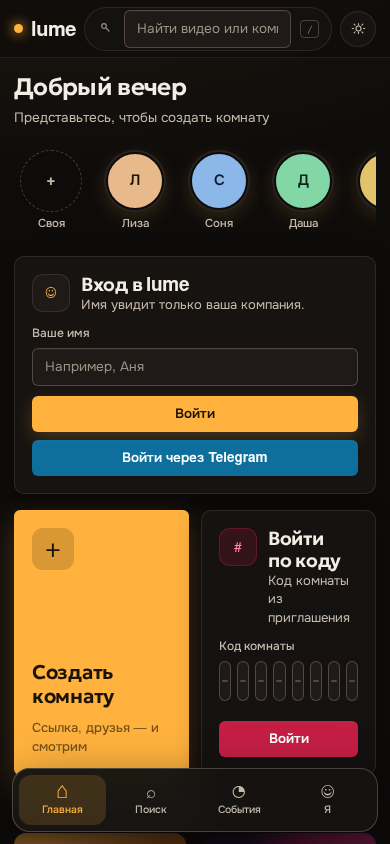 lume
Найти видео или ком
/
Добрый вечер
Представьтесь, чтобы создать комнату
+
Л
С
Д
Своя
Лиза
Соня
Даша
Вход в lume
Имя увидит только ваша компания.
Ваше имя
Например, Аня
Войти
Войти через Telegram
+
Создать
комнату
Ссылка, друзья — и
смотрим
#
Войти
по коду
Код комнаты
из
приглашения
Код комнаты
– – – – – – – –
Войти
Главная
Поиск
События
Я